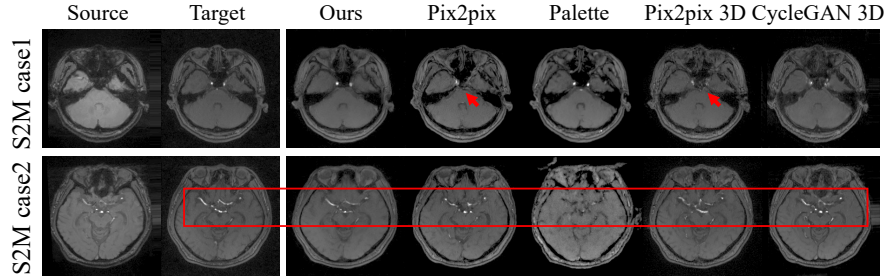 Source Target Ours Pix2pix Palette Pix2pix 3D CycleGAN 3D
S2M case1
S2M case2